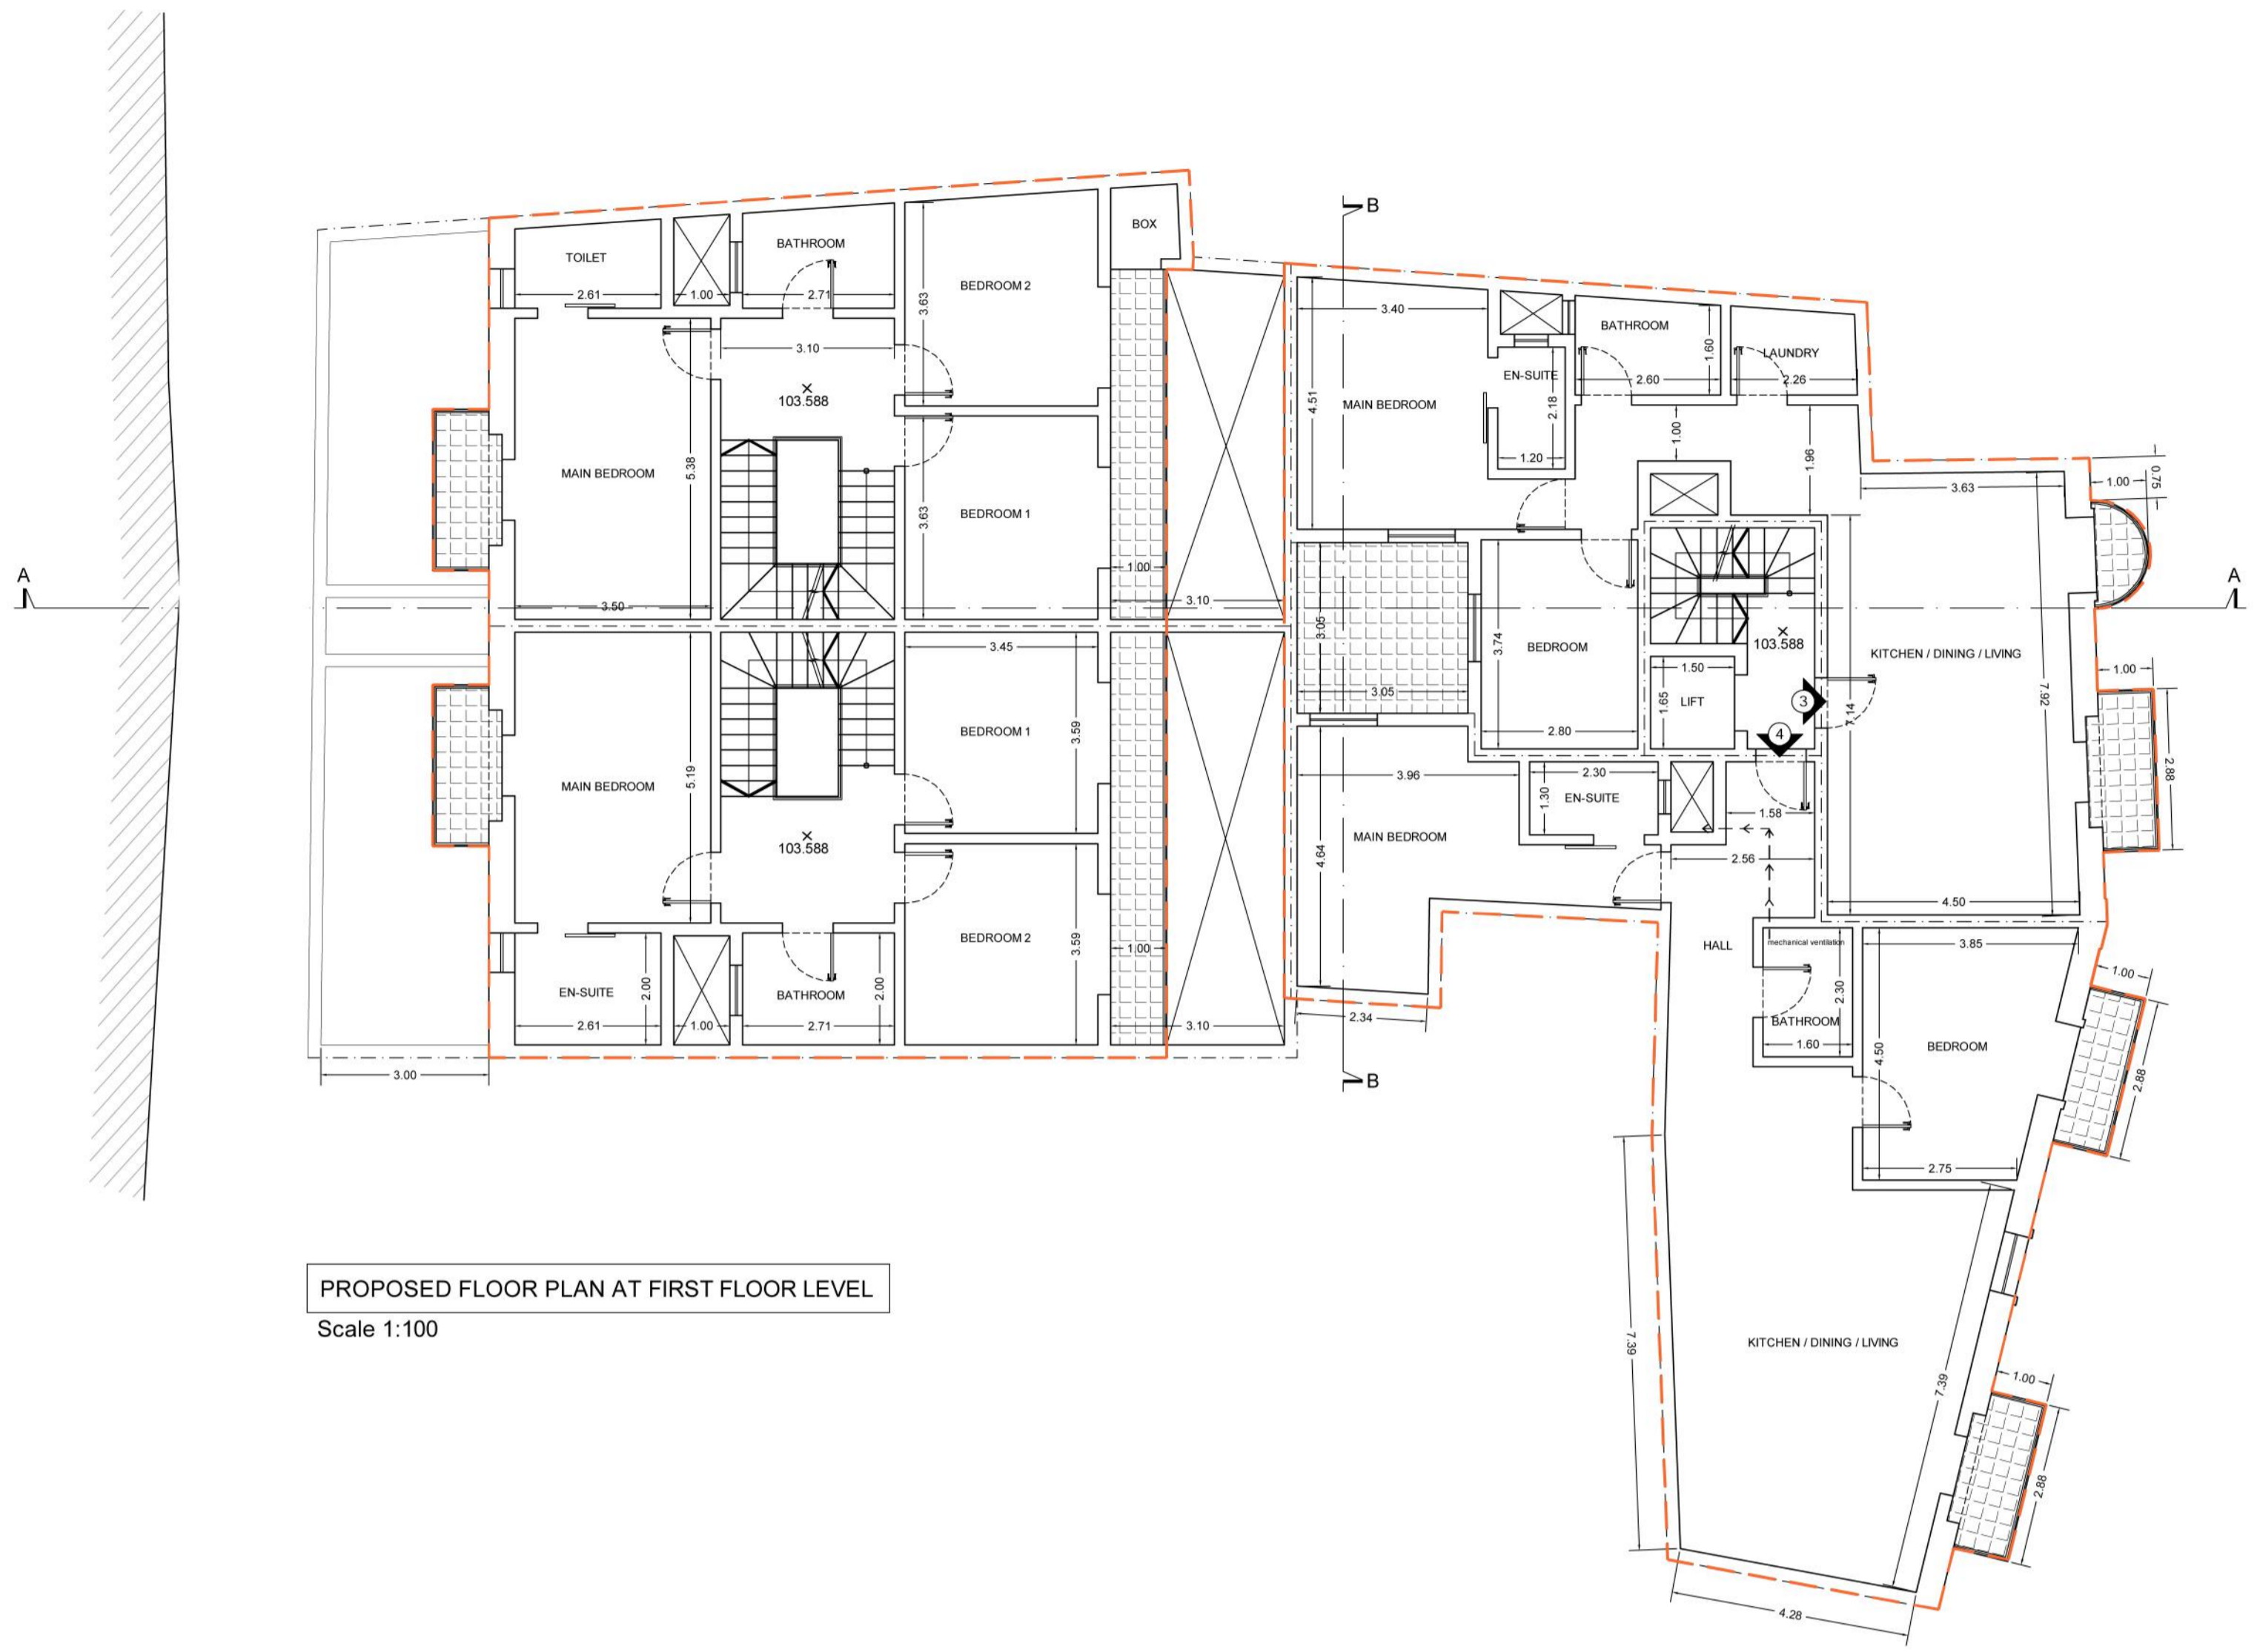 B
BOX
TOILET
BATHROOM
2.61
1.00
2.71
BEDROOM 2
3.63
3.40
BATHROOM
1.60
LAUNDRY
2.60
2.26
3.10
103.588
EN-SUITE
2.18
4.51
MAIN BEDROOM
1.00
1.96
1.20
MAIN BEDROOM
5.38
3.63
BEDROOM 1
3.63
1.00
0.75
A
3.50
1.00
3.10
A
3.05
3.05
3.45
3.74
BEDROOM
2.80
103.588
1.50
1.65
LIFT
3
4
7.14
KITCHEN / DINING / LIVING
7.92
1.00
2.88
BEDROOM 1
3.59
MAIN BEDROOM
5.19
103.588
3.96
2.30
1.30
EN-SUITE
1.58
2.56
MAIN BEDROOM
4.64
4.50
BEDROOM 2
3.59
1.00
HALL
mechanical ventilation
3.85
1.00
EN-SUITE
2.00
BATHROOM
2.00
2.61
1.00
2.71
3.10
2.34
2.30
BATHROOM
1.60
4.50
BEDROOM
2.88
3.00
B
2.75
PROPOSED FLOOR PLAN AT FIRST FLOOR LEVEL
Scale 1:100
7.39
KITCHEN / DINING / LIVING
7.39
1.00
2.88
4.28